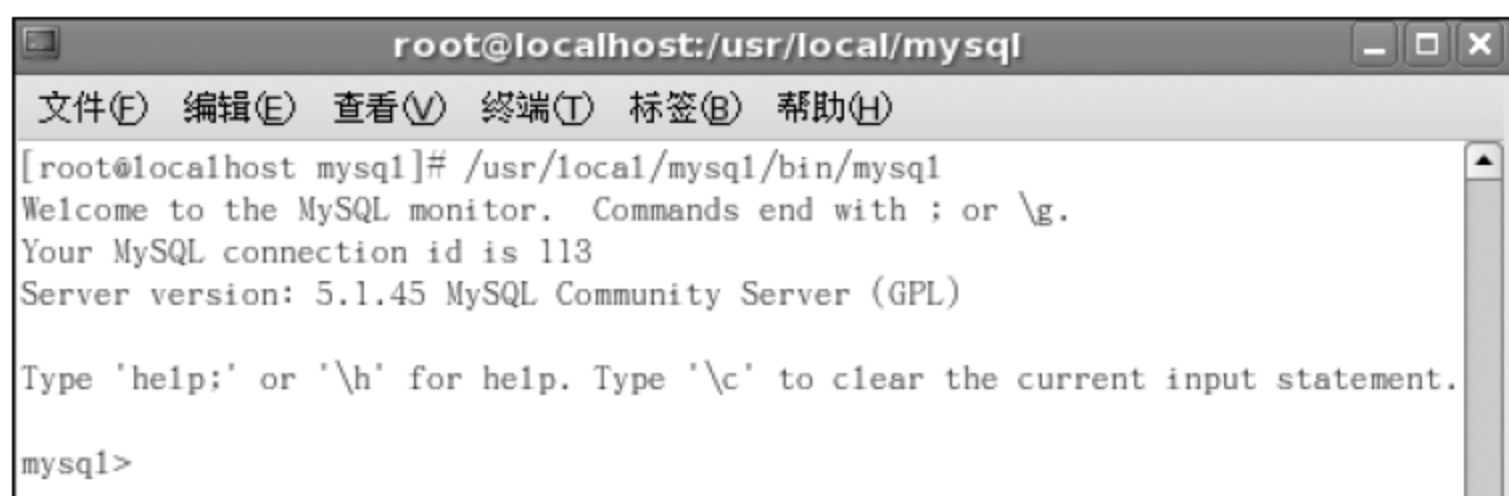 root@localhost:/usr/local/mysql
文件(F) 编辑(E) 查看(V) 终端(T) 标签(B) 帮助(H)
[root@localhost mysql]# /usr/local/mysql/bin/mysql
Welcome to the MySQL monitor.  Commands end with ; or \g.
Your MySQL connection id is 113
Server version: 5.1.45 MySQL Community Server (GPL)
Type 'help;' or '\h' for help. Type '\c' to clear the current input statement.
mysql>